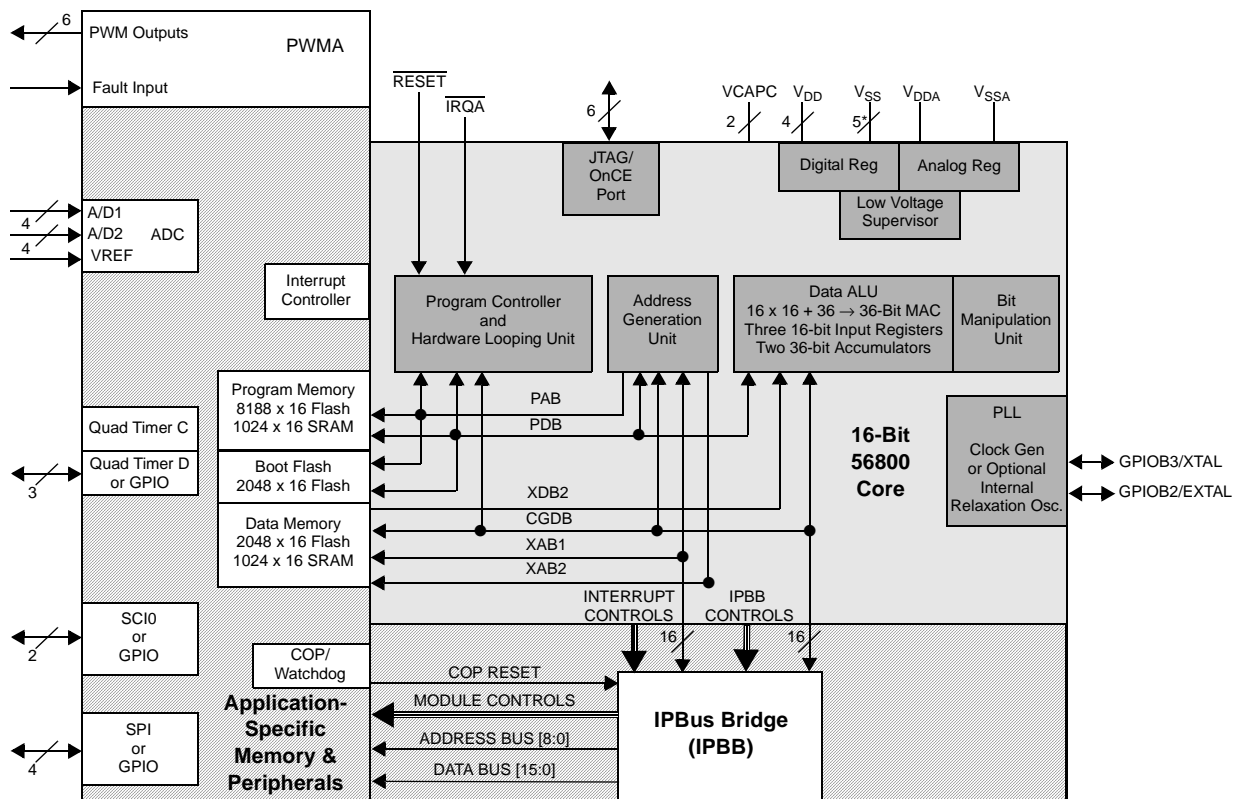 6
PWM Outputs
PWMA
Fault Input
RESET
IRQA
6
VCAPC
VDD
VSS
VDDA
VSSA
2
4
5*
JTAG/
OnCE
Port
Digital Reg
Analog Reg
Low Voltage
Supervisor
A/D1
4
A/D2
ADC
4
VREF
Interrupt
Controller
Program Controller
and
Hardware Looping Unit
Address
Generation
Unit
Data ALU
16 x 16 + 36 → 36-Bit MAC
Three 16-bit Input Registers
Two 36-bit Accumulators
Bit
Manipulation
Unit
Program Memory
8188 x 16 Flash
1024 x 16 SRAM
PAB
PDB
Quad Timer C
Quad Timer D
or GPIO
3
Boot Flash
2048 x 16 Flash
XDB2
CGDB
XAB1
XAB2
Data Memory
2048 x 16 Flash
1024 x 16 SRAM
16-Bit
56800
Core
PLL
Clock Gen
or Optional
Internal
Relaxation Osc.
GPIOB3/XTAL
GPIOB2/EXTAL
INTERRUPT
CONTROLS
IPBB
CONTROLS
16
16
SCI0
or
GPIO
2
COP/
Watchdog
COP RESET
MODULE CONTROLS
ADDRESS BUS [8:0]
DATA BUS [15:0]
Application-
Specific
Memory &
Peripherals
IPBus Bridge
(IPBB)
SPI
or
GPIO
4